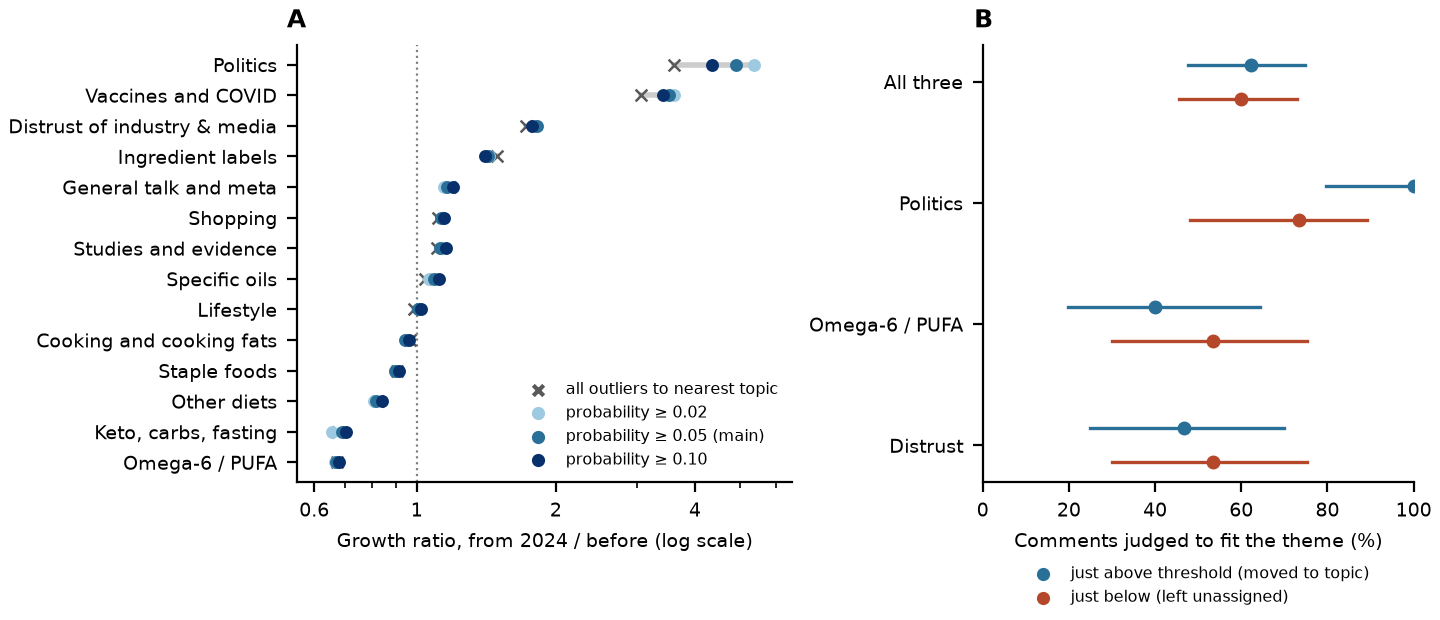 A
Politics
Vaccines and COVID
Distrust of industry & media
Ingredient labels
General talk and meta
Shopping
Studies and evidence
Specific oils
Lifestyle
Cooking and cooking fats
Staple foods
Other diets
Keto, carbs, fasting
Omega-6 / PUFA
all outliers to nearest topic
probability ≥ 0.02
probability ≥ 0.05 (main)
probability ≥ 0.10
0.6 1 2 4
Growth ratio, from 2024 / before (log scale)
B
All three
Politics
Omega-6 / PUFA
Distrust
0 20 40 60 80 100
Comments judged to fit the theme (%)
just above threshold (moved to topic)
just below (left unassigned)